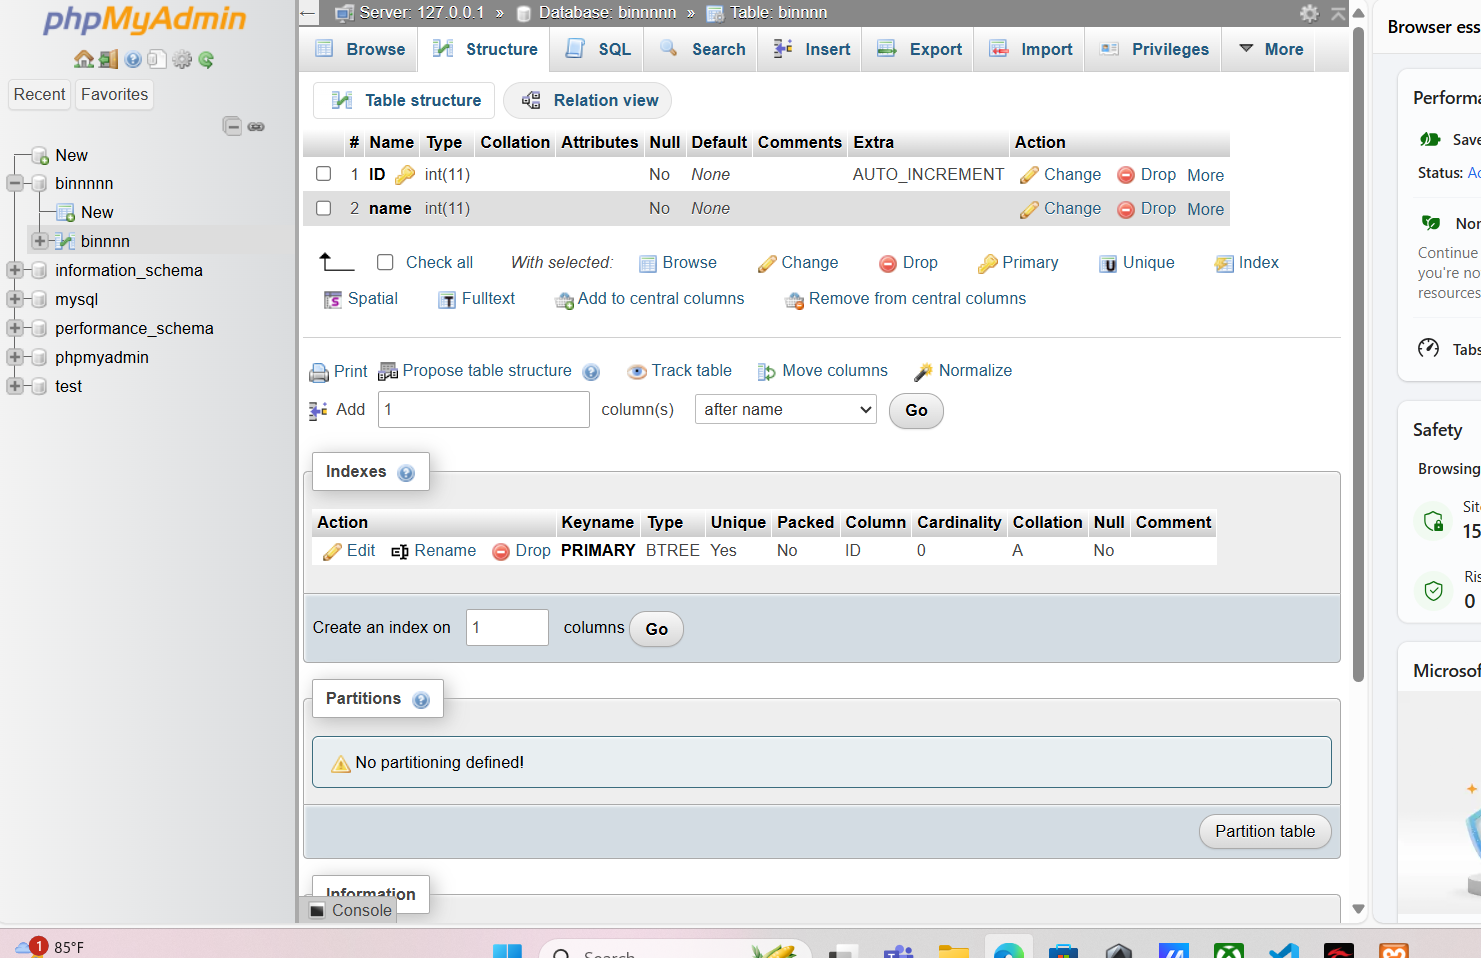 phpMyAdmin
Recent Favorites
New
binnnnn
New
binnnn
information_schema
mysql
performance_schema
phpmyadmin
test
Server: 127.0.0.1 » Database: binnnnn » Table: binnnn
Browse Structure SQL Search Insert Export Import Privileges More
Table structure Relation view
# Name Type Collation Attributes Null Default Comments Extra Action
1 ID int(11) No None AUTO_INCREMENT Change Drop More
2 name int(11) No None Change Drop More
Check all With selected: Browse Change Drop Primary Unique Index
Spatial Fulltext Add to central columns Remove from central columns
Print Propose table structure Track table Move columns Normalize
Add 1 column(s) after name Go
Indexes
Action Keyname Type Unique Packed Column Cardinality Collation Null Comment
Edit Rename Drop PRIMARY BTREE Yes No ID 0 A No
Create an index on 1 columns Go
Partitions
No partitioning defined!
Partition table
Information
Console
Browser ess
Performa
Save
Status: Ac
Nor
Continue
you're no
resources
Tabs
Safety
Browsing
Site
15
Ris
0
Microsof
1 85°F
Search